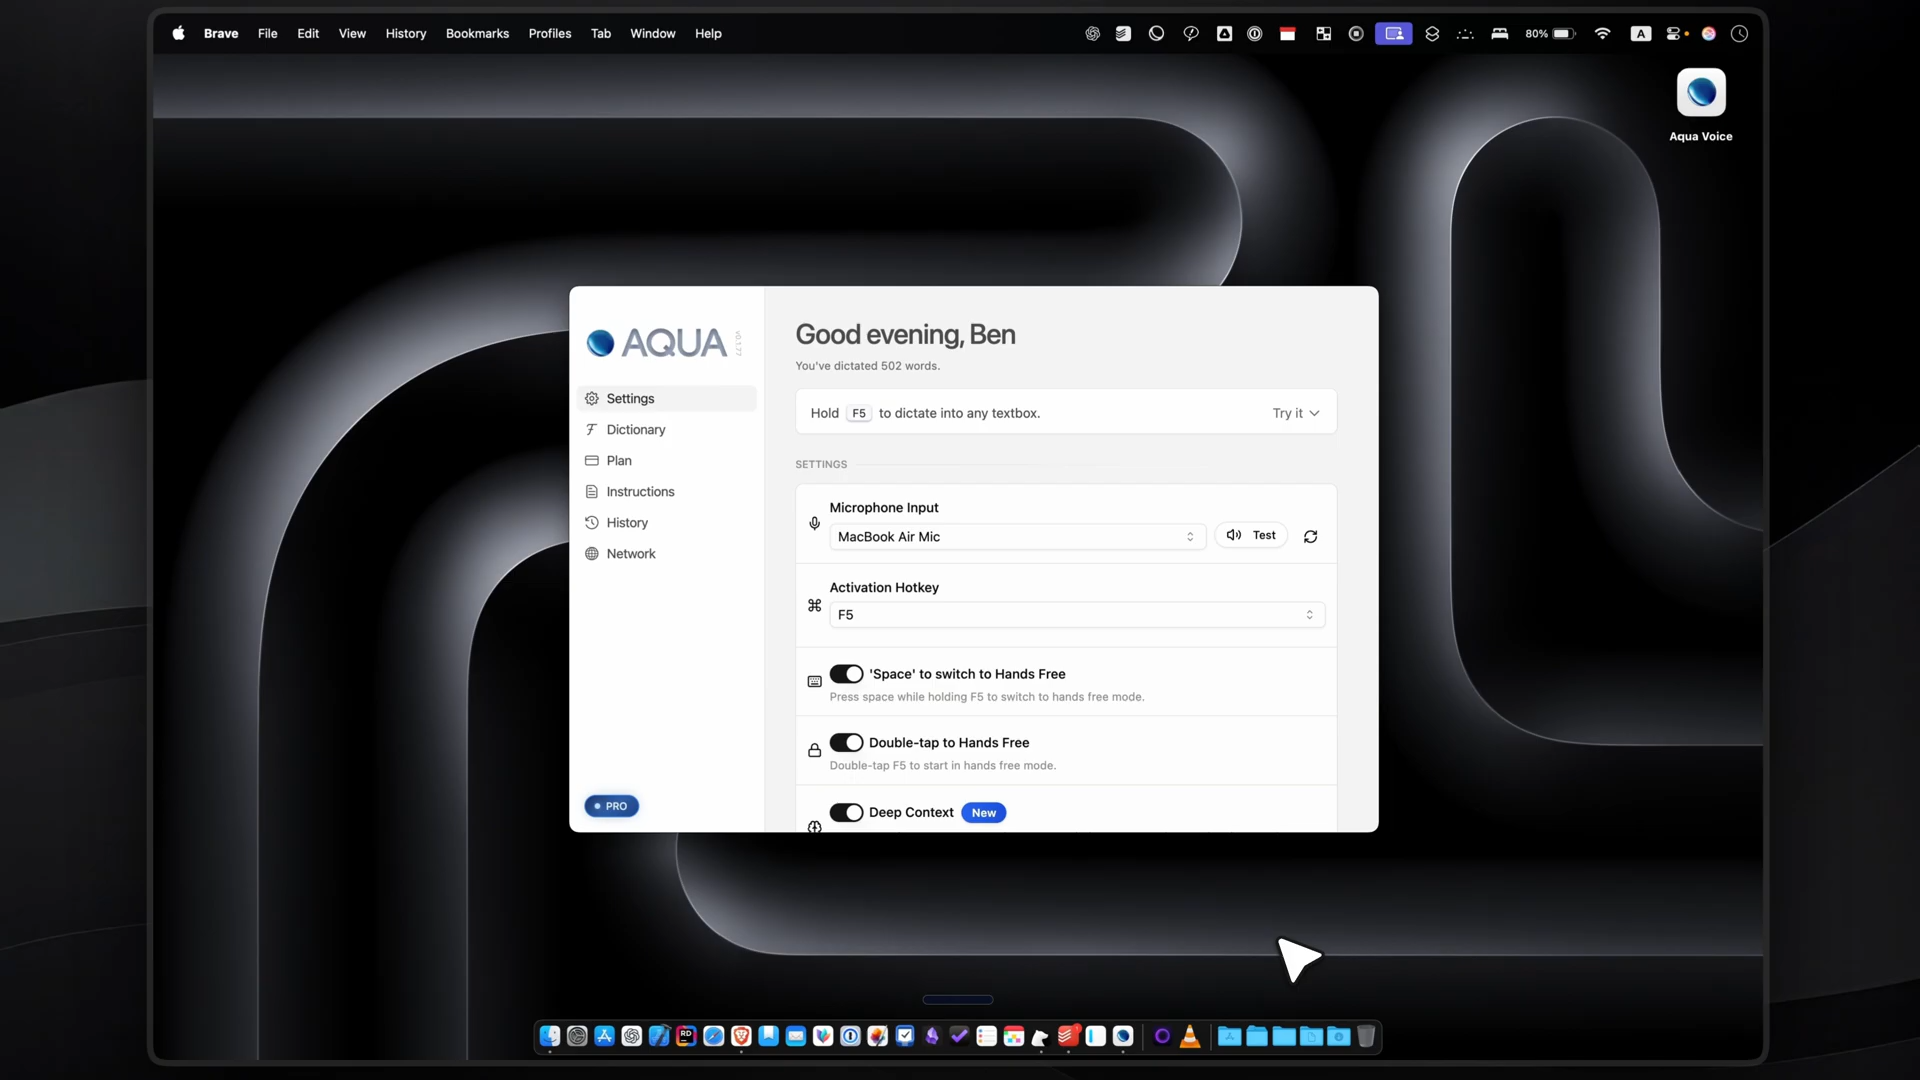 Brave File Edit View History Bookmarks Profiles Tab Window Help
80% A
Aqua Voice
AQUA
Good evening, Ben
You've dictated 502 words.
Settings
Hold F5 to dictate into any textbox. Try it
Dictionary
Plan
SETTINGS
Instructions
Microphone Input
History
MacBook Air Mic Test
Network
Activation Hotkey
F5
'Space' to switch to Hands Free
Press space while holding F5 to switch to hands free mode.
Double-tap to Hands Free
Double-tap F5 to start in hands free mode.
PRO
Deep Context New
RD